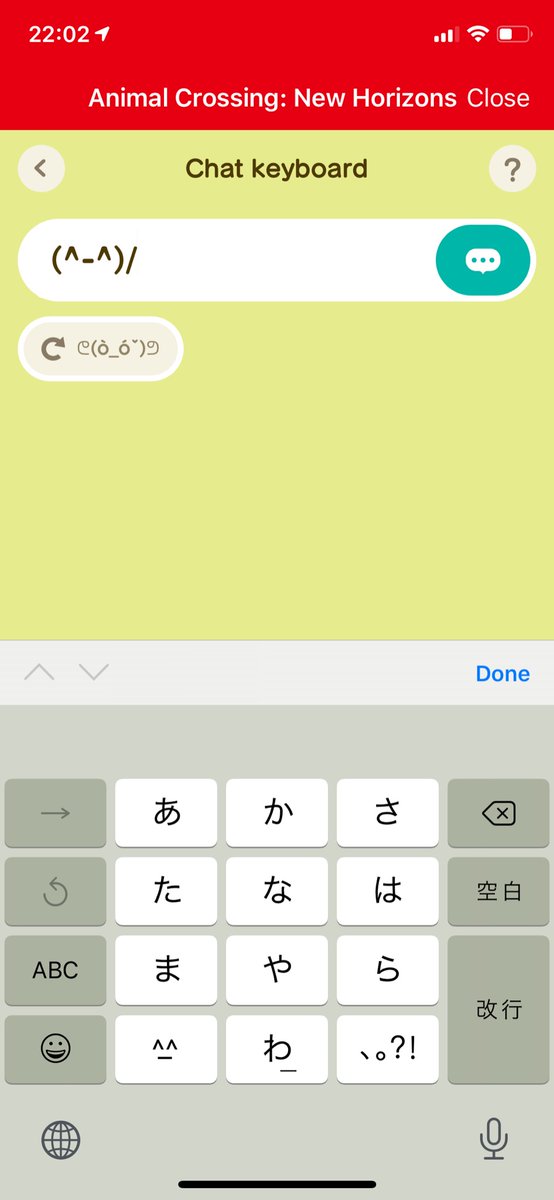 22:02
Animal Crossing: New Horizons Close
Chat keyboard
?
(^-^)/
ᘓ(ò_óˇ)ᘐ
Done
→ あ か さ
た な は 空白
ABC ま や ら 改行
^_^ わ_ 、。?!